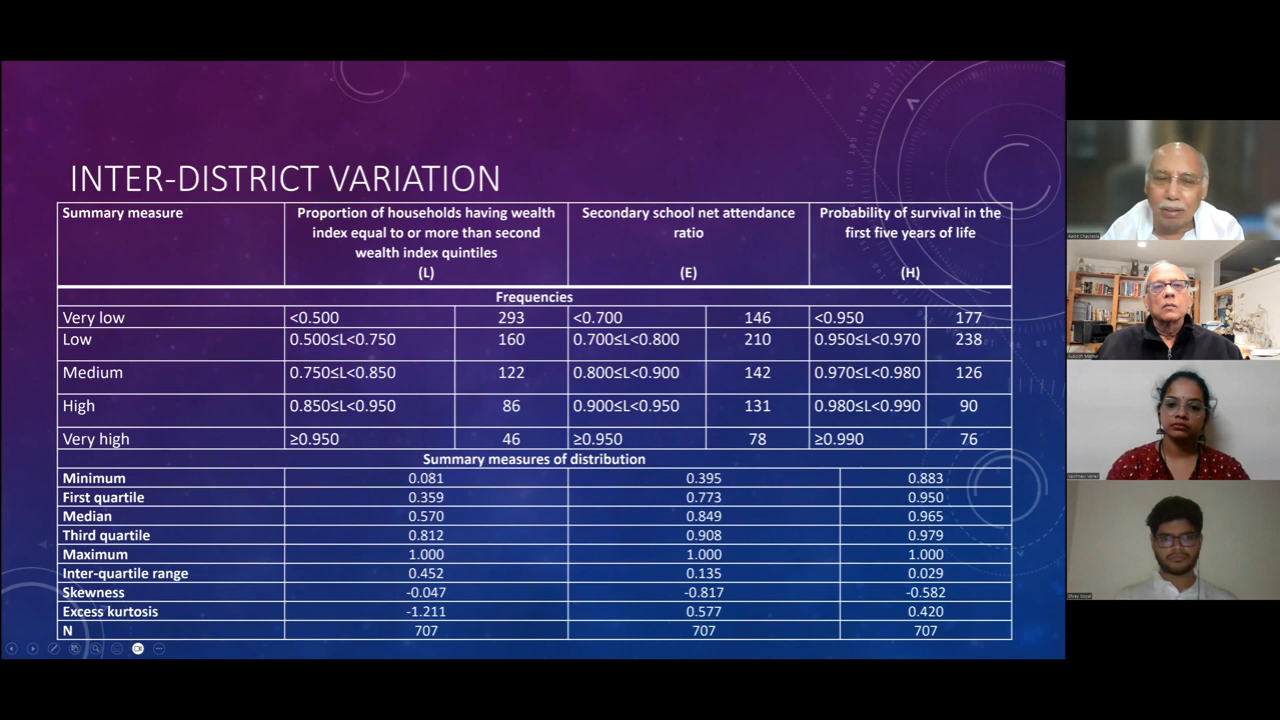 INTER-DISTRICT VARIATION
Summary measure
Proportion of households having wealth
index equal to or more than second
wealth index quintiles
(L)
Secondary school net attendance
ratio
(E)
Probability of survival in the
first five years of life
(H)
Frequencies
Very low <0.500 293 <0.700 146 <0.950 177
Low 0.500≤L<0.750 160 0.700≤L<0.800 210 0.950≤L<0.970 238
Medium 0.750≤L<0.850 122 0.800≤L<0.900 142 0.970≤L<0.980 126
High 0.850≤L<0.950 86 0.900≤L<0.950 131 0.980≤L<0.990 90
Very high ≥0.950 46 ≥0.950 78 ≥0.990 76
Summary measures of distribution
Minimum 0.081 0.395 0.883
First quartile 0.359 0.773 0.950
Median 0.570 0.849 0.965
Third quartile 0.812 0.908 0.979
Maximum 1.000 1.000 1.000
Inter-quartile range 0.452 0.135 0.029
Skewness -0.047 -0.817 -0.582
Excess kurtosis -1.211 0.577 0.420
N 707 707 707